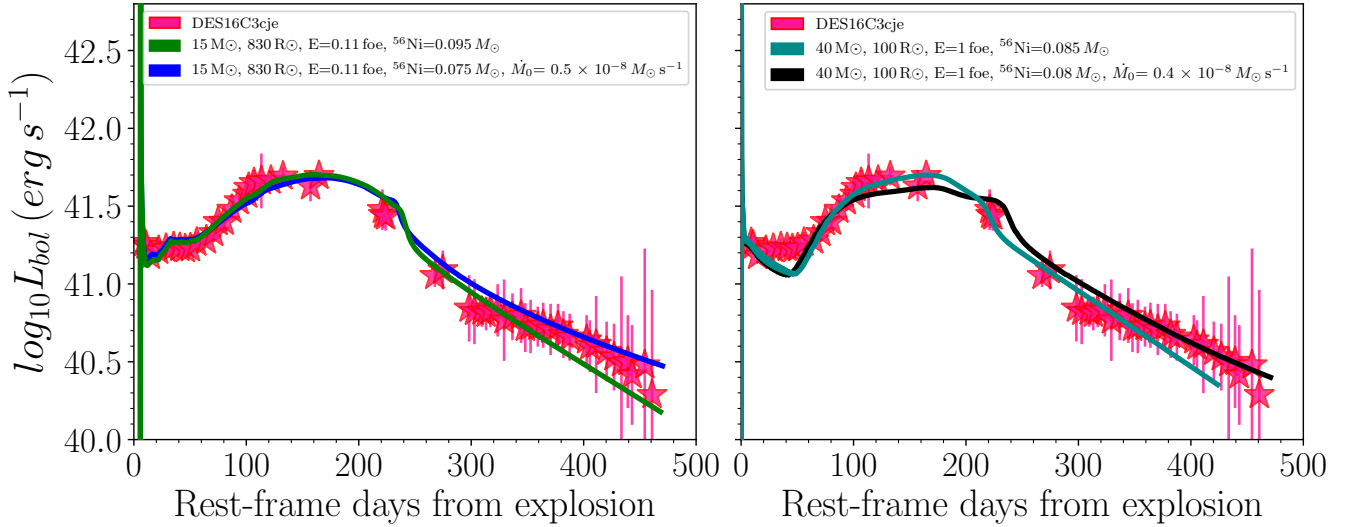 DES16C3cje
15 M⊙, 830 R⊙, E=0.11 foe, ⁵⁶Ni=0.095 M⊙
15 M⊙, 830 R⊙, E=0.11 foe, ⁵⁶Ni=0.075 M⊙, Ṁ₀= 0.5 × 10⁻⁸ M⊙ s⁻¹
log₁₀L_bol (erg s⁻¹)
42.5
42.0
41.5
41.0
40.5
40.0
0 100 200 300 400 500
Rest-frame days from explosion
DES16C3cje
40 M⊙, 100 R⊙, E=1 foe, ⁵⁶Ni=0.085 M⊙
40 M⊙, 100 R⊙, E=1 foe, ⁵⁶Ni=0.08 M⊙, Ṁ₀= 0.4 × 10⁻⁸ M⊙ s⁻¹
0 100 200 300 400 500
Rest-frame days from explosion